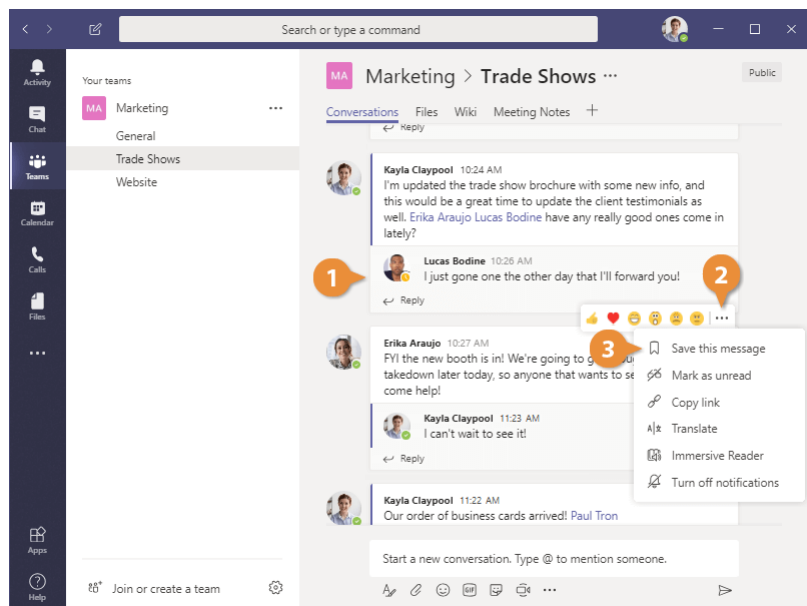 Search or type a command
Activity
Chat
Teams
Calendar
Calls
Files
Apps
Help
Your teams
MA Marketing
General
Trade Shows
Website
Join or create a team
MA Marketing > Trade Shows
Public
Conversations Files Wiki Meeting Notes
Reply
Kayla Claypool 10:24 AM
I'm updated the trade show brochure with some new info, and
this would be a great time to update the client testimonials as
well. Erika Araujo Lucas Bodine have any really good ones come in
lately?
1
Lucas Bodine 10:26 AM
I just gone one the other day that I'll forward you!
Reply
2
Erika Araujo 10:27 AM
FYI the new booth is in! We're going to
takedown later today, so anyone that wants to
come help!
3
Save this message
Mark as unread
Copy link
Translate
Immersive Reader
Turn off notifications
Kayla Claypool 11:23 AM
I can't wait to see it!
Reply
Kayla Claypool 11:22 AM
Our order of business cards arrived! Paul Tron
Start a new conversation. Type @ to mention someone.
GIF